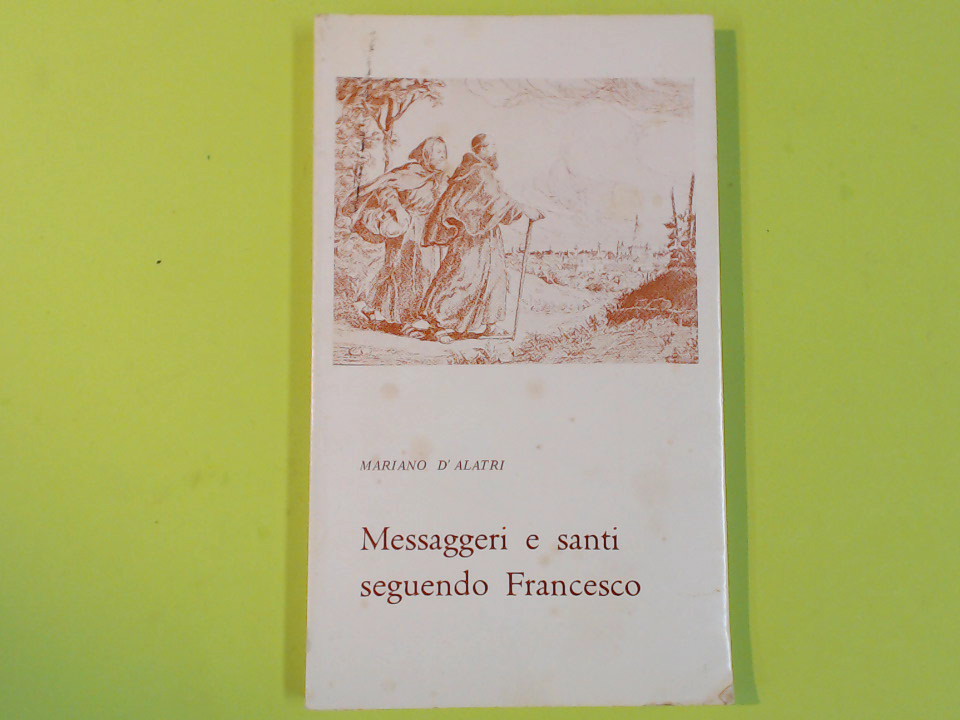 MARIANO D'ALATRI
Messaggeri e santi
seguendo Francesco